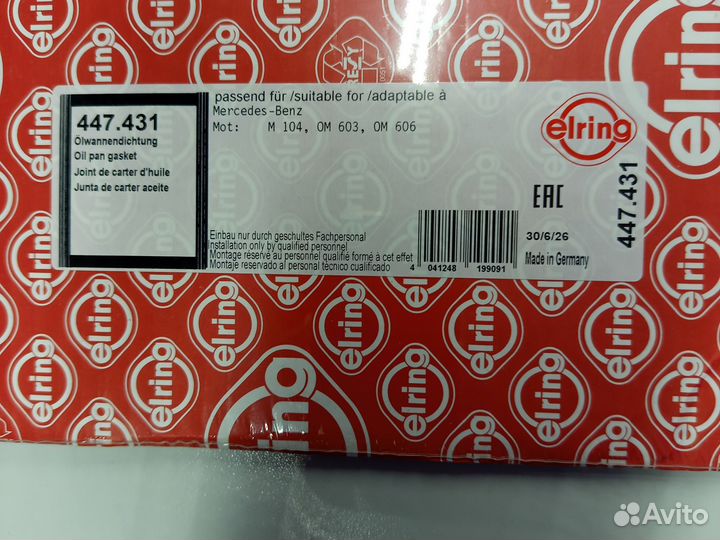 elring
447.431
Ölwannendichtung
Oil pan gasket
Joint de carter d'huile
Junta de carter aceite
passend für /suitable for /adaptable à
Mercedes-Benz
Mot: M 104, OM 603, OM 606
Einbau nur durch geschultes Fachpersonal
Installation only by qualified personnel
Montage réservé au personnel qualifié formé à cet effet
Montaje reservado al personal técnico cualificado
4 041248 199091
elring
EAC
30/6/26
Made in Germany
447.431
RESY
Avito